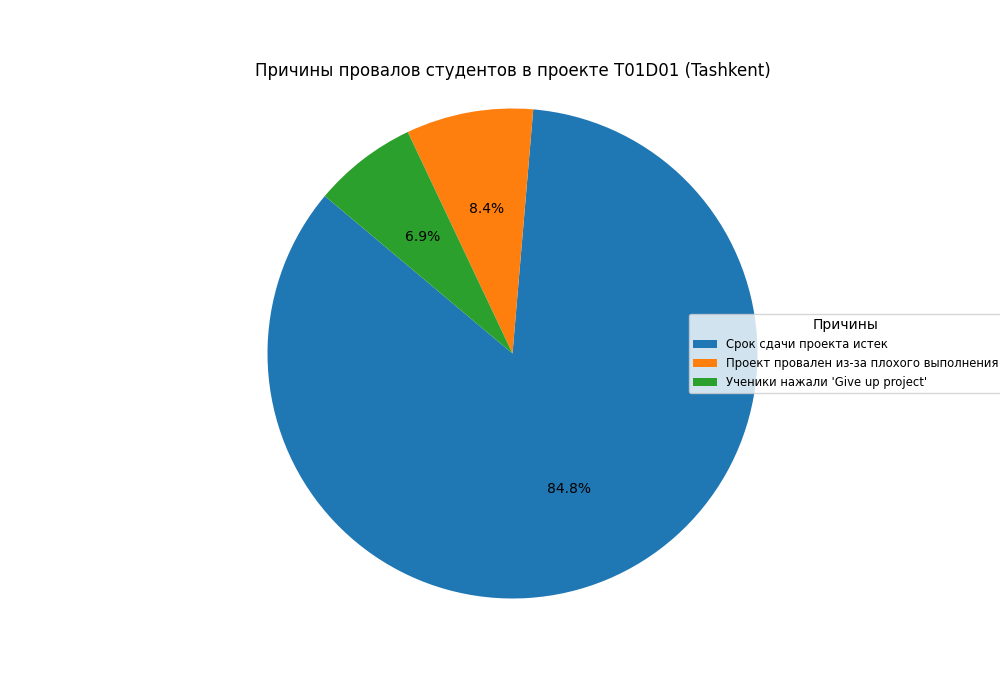 Причины провалов студентов в проекте T01D01 (Tashkent)
8.4%
6.9%
Причины
Срок сдачи проекта истек
Проект провален из-за плохого выполнения
Ученики нажали 'Give up project'
84.8%